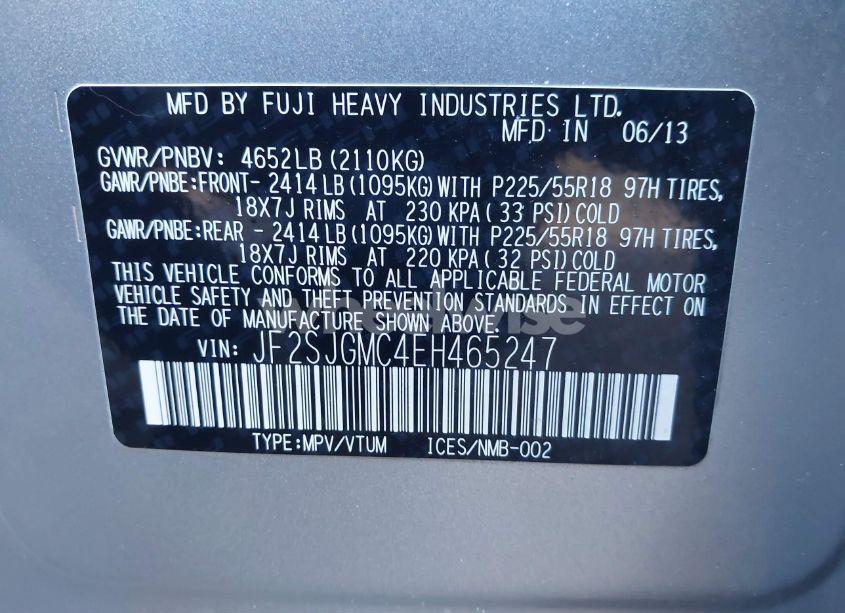 MFD BY FUJI HEAVY INDUSTRIES LTD.
MFD IN 06/13
GVWR/PNBV: 4652LB (2110KG)
GAWR/PNBE:FRONT- 2414LB (1095KG) WITH P225/55R18 97H TIRES,
18X7J RIMS AT 230 KPA ( 33 PSI) COLD
GAWR/PNBE:REAR - 2414LB (1095KG) WITH P225/55R18 97H TIRES,
18X7J RIMS AT 220 KPA ( 32 PSI) COLD
THIS VEHICLE CONFORMS TO ALL APPLICABLE FEDERAL MOTOR
VEHICLE SAFETY AND THEFT PREVENTION STANDARDS IN EFFECT ON
THE DATE OF MANUFACTURE SHOWN ABOVE.
VIN: JF2SJGMC4EH465247
TYPE:MPV/VTUM ICES/NMB-002